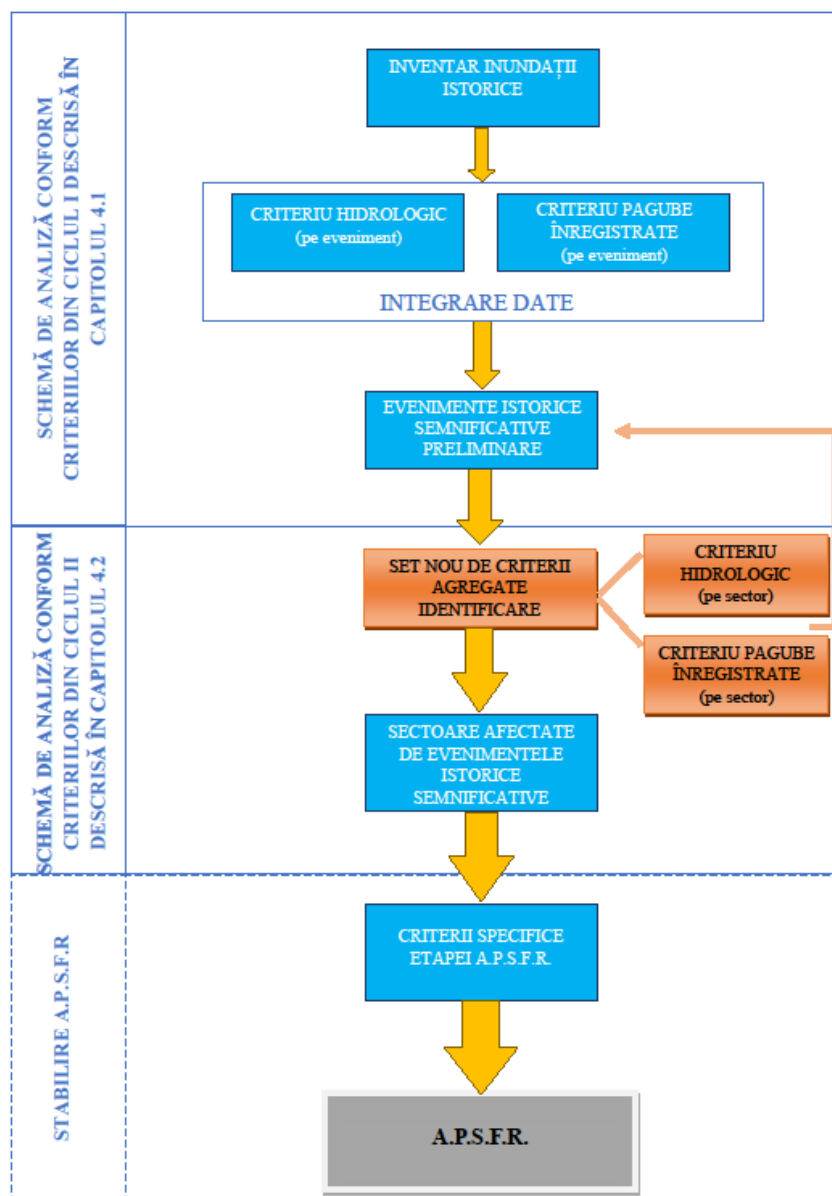 SCHEMĂ DE ANALIZĂ CONFORM
CRITERIILOR DIN CICLUL I DESCRISĂ ÎN
CAPITOLUL 4.1
INVENTAR INUNDAȚII
ISTORICE
CRITERIU HIDROLOGIC
(pe eveniment)
CRITERIU PAGUBE
ÎNREGISTRATE
(pe eveniment)
INTEGRARE DATE
EVENIMENTE ISTORICE
SEMNIFICATIVE
PRELIMINARE
SCHEMĂ DE ANALIZĂ CONFORM
CRITERIILOR DIN CICLUL II
DESCRISĂ ÎN CAPITOLUL 4.2
SET NOU DE CRITERII
AGREGATE
IDENTIFICARE
CRITERIU
HIDROLOGIC
(pe sector)
CRITERIU PAGUBE
ÎNREGISTRATE
(pe sector)
SECTOARE AFECTATE
DE EVENIMENTELE
ISTORICE
SEMNIFICATIVE
STABILIRE A.P.S.F.R
CRITERII SPECIFICE
ETAPEI A.P.S.F.R.
A.P.S.F.R.